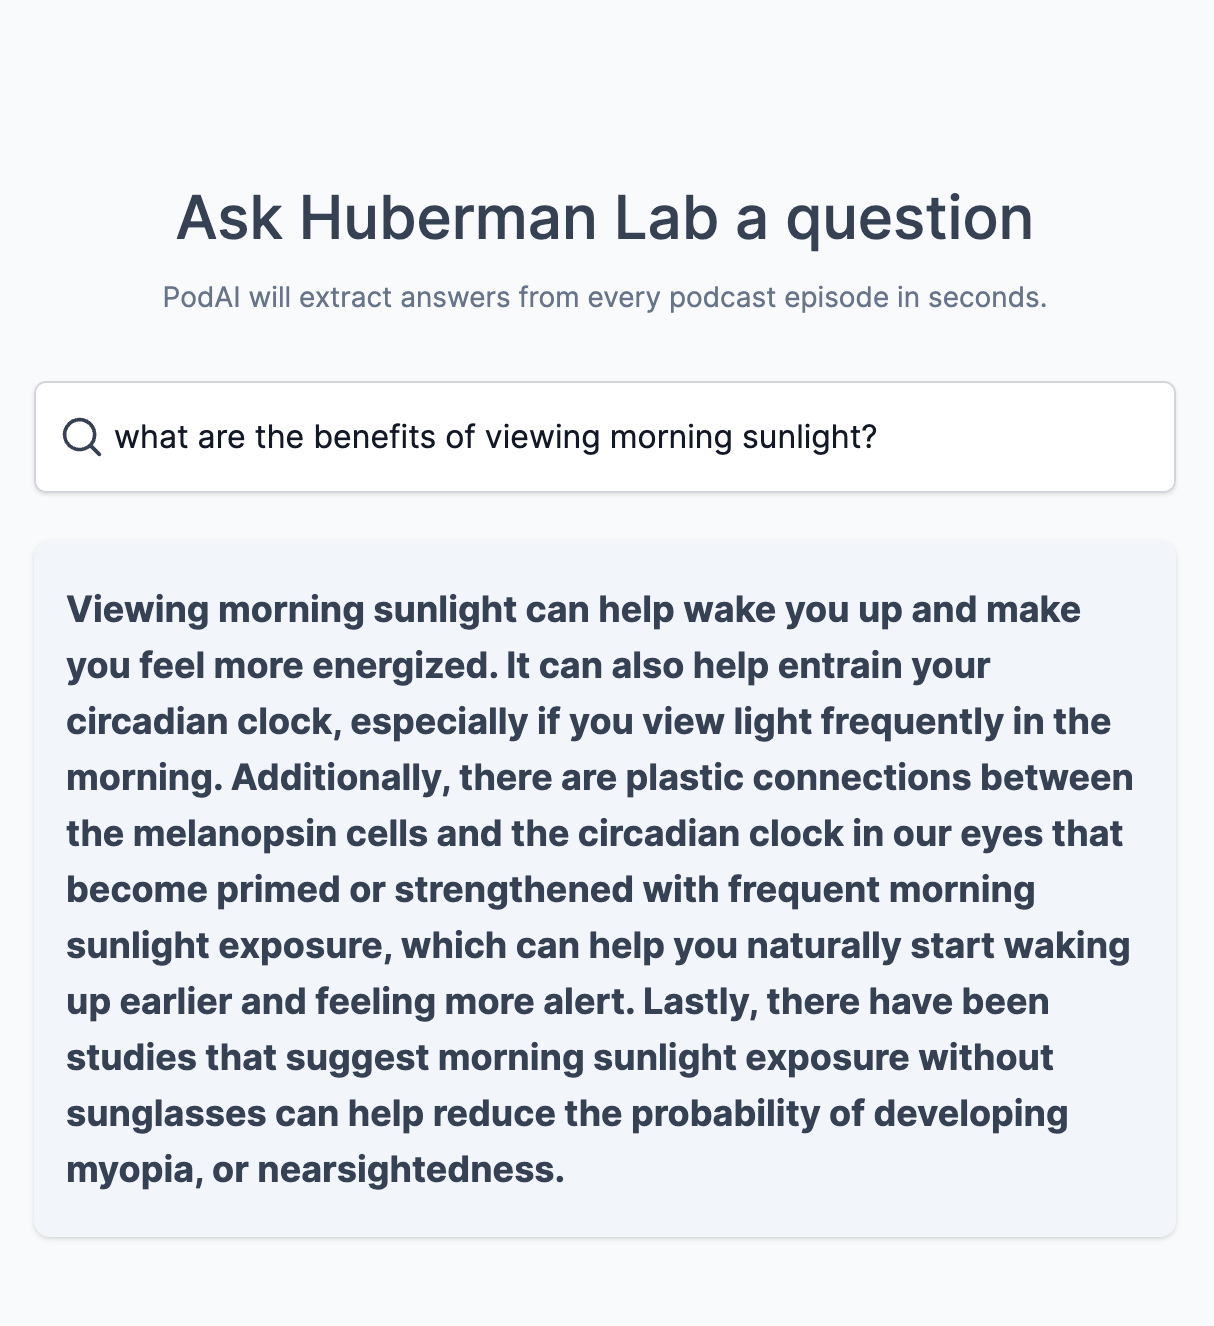 Ask Huberman Lab a question
PodAI will extract answers from every podcast episode in seconds.
what are the benefits of viewing morning sunlight?
Viewing morning sunlight can help wake you up and make
you feel more energized. It can also help entrain your
circadian clock, especially if you view light frequently in the
morning. Additionally, there are plastic connections between
the melanopsin cells and the circadian clock in our eyes that
become primed or strengthened with frequent morning
sunlight exposure, which can help you naturally start waking
up earlier and feeling more alert. Lastly, there have been
studies that suggest morning sunlight exposure without
sunglasses can help reduce the probability of developing
myopia, or nearsightedness.